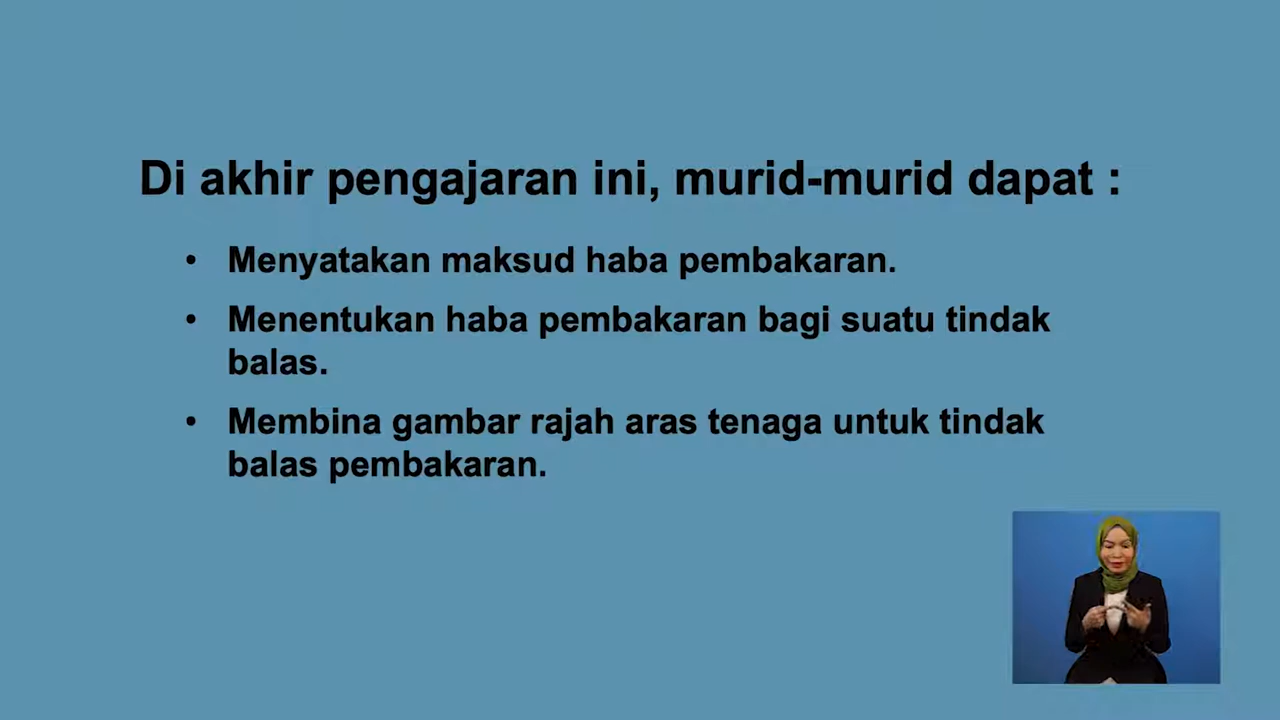 Di akhir pengajaran ini, murid-murid dapat :
• Menyatakan maksud haba pembakaran.
• Menentukan haba pembakaran bagi suatu tindak
balas.
• Membina gambar rajah aras tenaga untuk tindak
balas pembakaran.